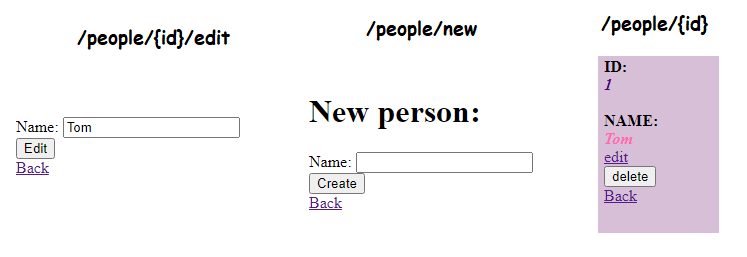 /people/{id}/edit
Name: Tom
Edit
Back
/people/new
New person:
Name:
Create
Back
/people/{id}
ID:
1
NAME:
Tom
edit
delete
Back